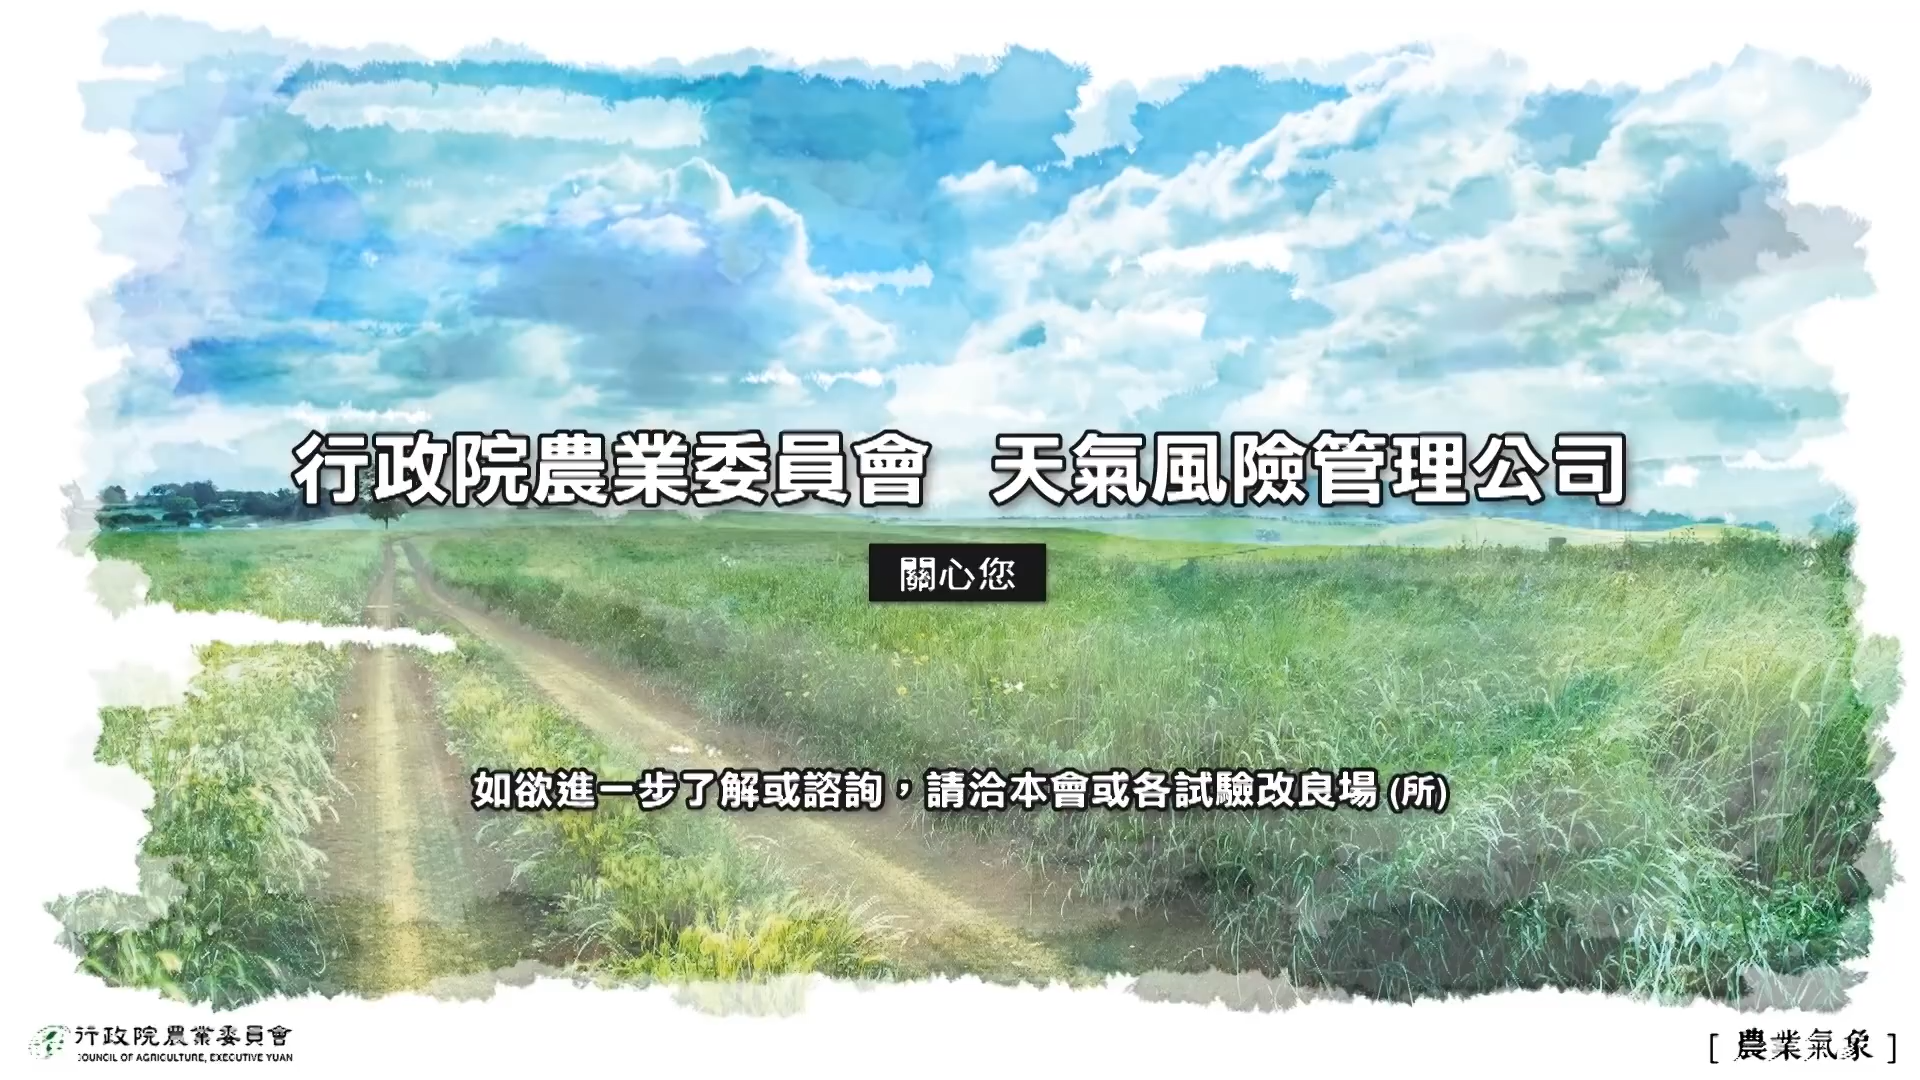 行政院農業委員會 天氣風險管理公司
關心您
如欲進一步了解或諮詢，請洽本會或各試驗改良場 (所)
行政院農業委員會
COUNCIL OF AGRICULTURE, EXECUTIVE YUAN
[ 農業氣象 ]